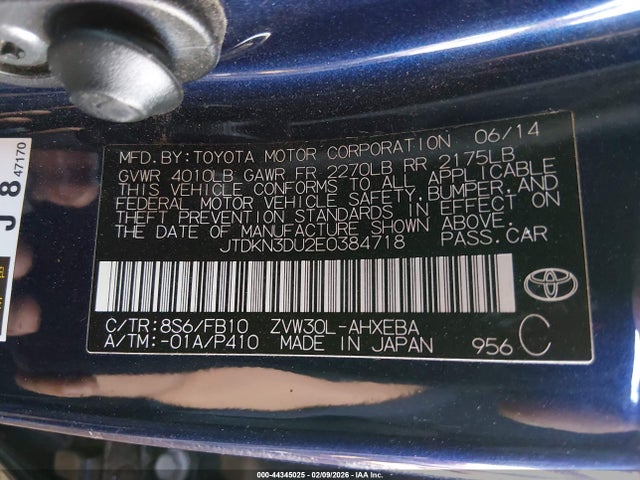 MFD. BY: TOYOTA MOTOR CORPORATION 06/14
GVWR 4010LB GAWR FR 2270LB RR 2175LB
THIS VEHICLE CONFORMS TO ALL APPLICABLE
FEDERAL MOTOR VEHICLE SAFETY, BUMPER, AND
THEFT PREVENTION STANDARDS IN EFFECT ON
THE DATE OF MANUFACTURE SHOWN ABOVE.
JTDKN3DU2E0384718 PASS. CAR
C/TR: 8S6/FB10 ZVW30L-AHXEBA
A/TM: -01A/P410 MADE IN JAPAN 956 C
TOYOTA
J 8
47170
000-44345025 | 02/09/2026 - IAA Inc.